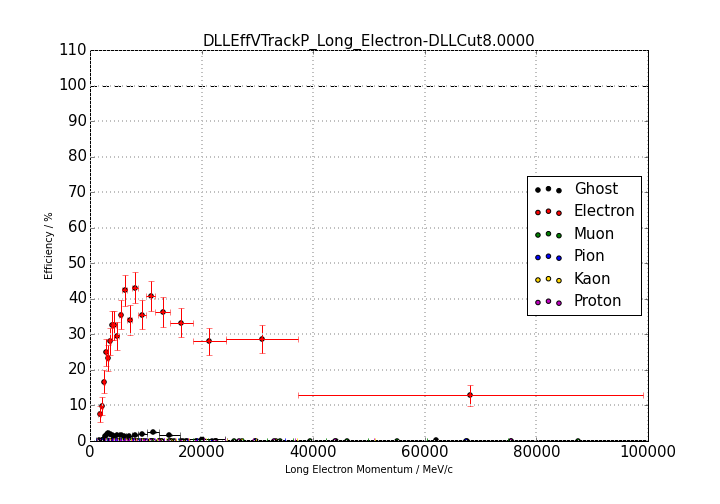 DLLEffVTrackP_Long_Electron-DLLCut8.0000
110
100
90
80
70
60
50
40
30
20
10
0
Efficiency / %
Ghost
Electron
Muon
Pion
Kaon
Proton
0 20000 40000 60000 80000 100000
Long Electron Momentum / MeV/c